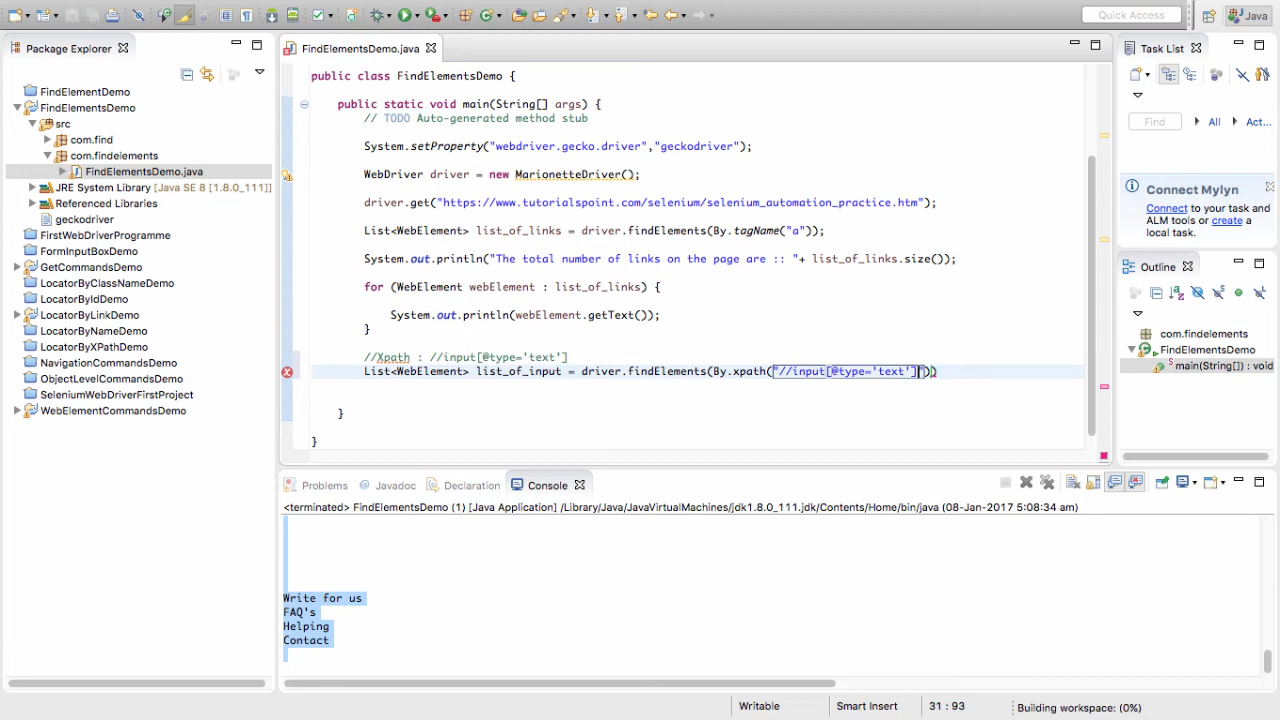 Quick Access
Java
Package Explorer
FindElementsDemo.java
Task List
FindElementDemo
FindElementsDemo
src
com.find
com.findelements
FindElementsDemo.java
JRE System Library [Java SE 8 [1.8.0_111]]
Referenced Libraries
geckodriver
FirstWebDriverProgramme
FormInputBoxDemo
GetCommandsDemo
LocatorByClassNameDemo
LocatorByIdDemo
LocatorByLinkDemo
LocatorByNameDemo
LocatorByXPathDemo
NavigationCommandsDemo
ObjectLevelCommandsDemo
SeleniumWebDriverFirstProject
WebElementCommandsDemo
public class FindElementsDemo {
public static void main(String[] args) {
// TODO Auto-generated method stub
System.setProperty("webdriver.gecko.driver","geckodriver");
WebDriver driver = new MarionetteDriver();
driver.get("https://www.tutorialspoint.com/selenium/selenium_automation_practice.htm");
List<WebElement> list_of_links = driver.findElements(By.tagName("a"));
System.out.println("The total number of links on the page are :: "+ list_of_links.size());
for (WebElement webElement : list_of_links) {
System.out.println(webElement.getText());
}
//Xpath : //input[@type='text']
List<WebElement> list_of_input = driver.findElements(By.xpath("//input[@type='text']"))
}
}
Find
All
Act...
Connect Mylyn
Connect to your task and
ALM tools or create a
local task.
Outline
com.findelements
FindElementsDemo
main(String[]) : void
Problems
Javadoc
Declaration
Console
<terminated> FindElementsDemo (1) [Java Application] /Library/Java/JavaVirtualMachines/jdk1.8.0_111.jdk/Contents/Home/bin/java (08-Jan-2017 5:08:34 am)
Write for us
FAQ's
Helping
Contact
Writable
Smart Insert
31 : 93
Building workspace: (0%)